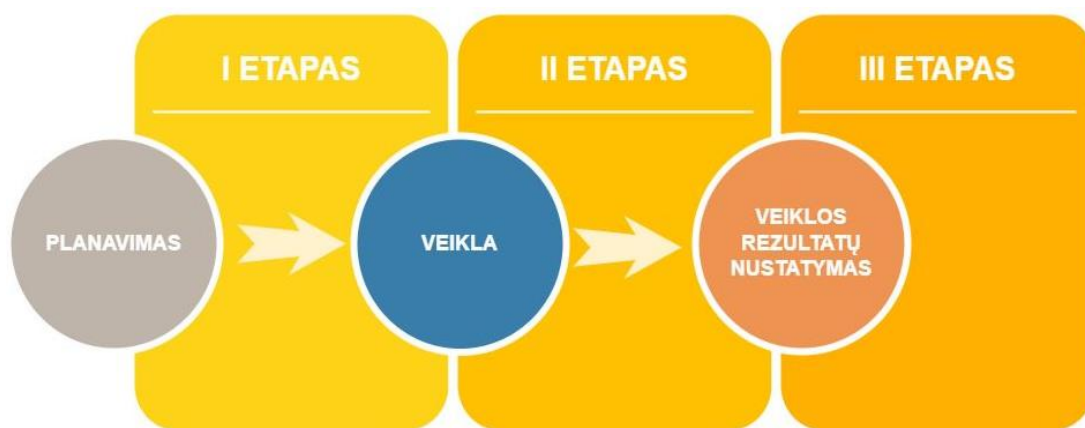 I ETAPAS
II ETAPAS
III ETAPAS
PLANAVIMAS
VEIKLA
VEIKLOS
REZULTATŲ
NUSTATYMAS